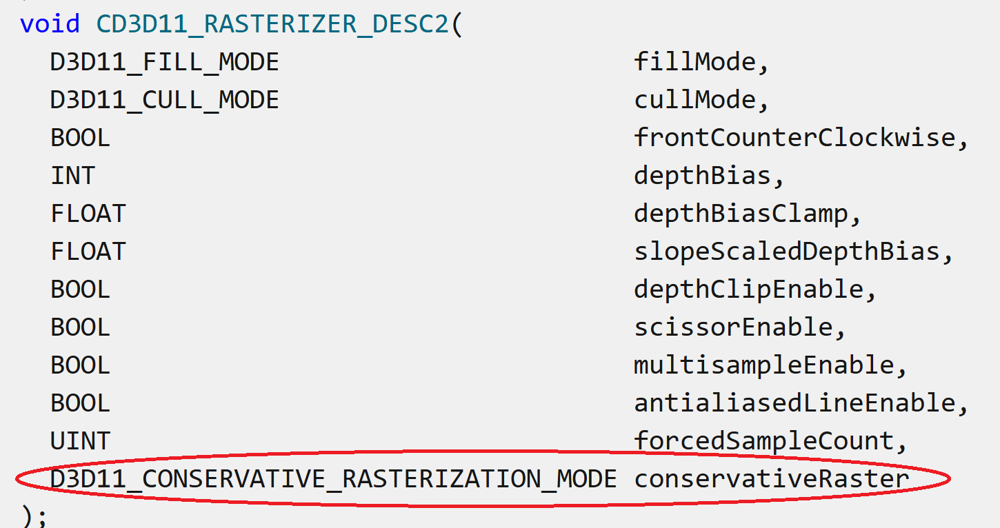 void CD3D11_RASTERIZER_DESC2(
D3D11_FILL_MODE fillMode,
D3D11_CULL_MODE cullMode,
BOOL frontCounterClockwise,
INT depthBias,
FLOAT depthBiasClamp,
FLOAT slopeScaledDepthBias,
BOOL depthClipEnable,
BOOL scissorEnable,
BOOL multisampleEnable,
BOOL antialiasedLineEnable,
UINT forcedSampleCount,
D3D11_CONSERVATIVE_RASTERIZATION_MODE conservativeRaster
);